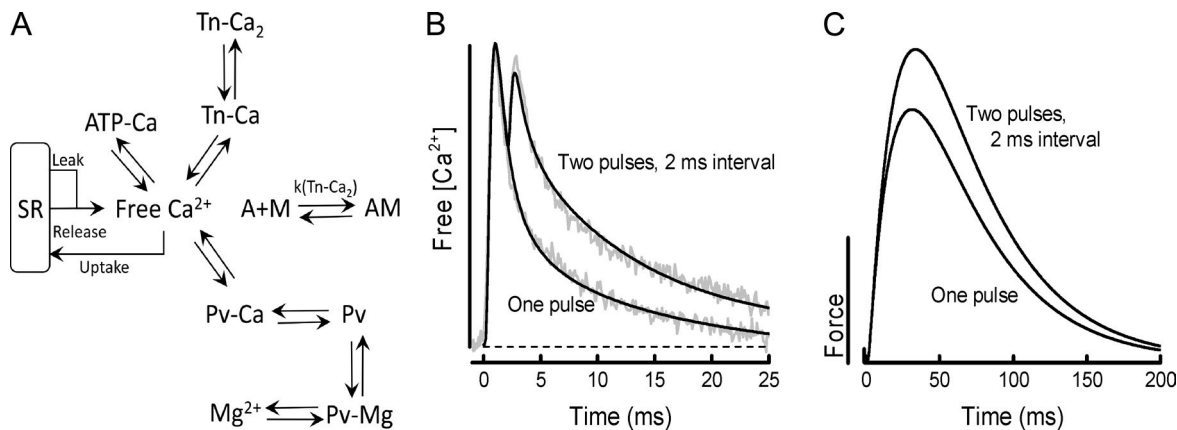 A
Tn-Ca₂
Tn-Ca
ATP-Ca
Leak
SR
Free Ca²⁺
Release
Uptake
k(Tn-Ca₂)
A+M
AM
Pv-Ca
Pv
Mg²⁺
Pv-Mg
B
Free [Ca²⁺]
Two pulses, 2 ms interval
One pulse
0 5 10 15 20 25
Time (ms)
C
Two pulses,
2 ms interval
One pulse
Force
0 50 100 150 200
Time (ms)